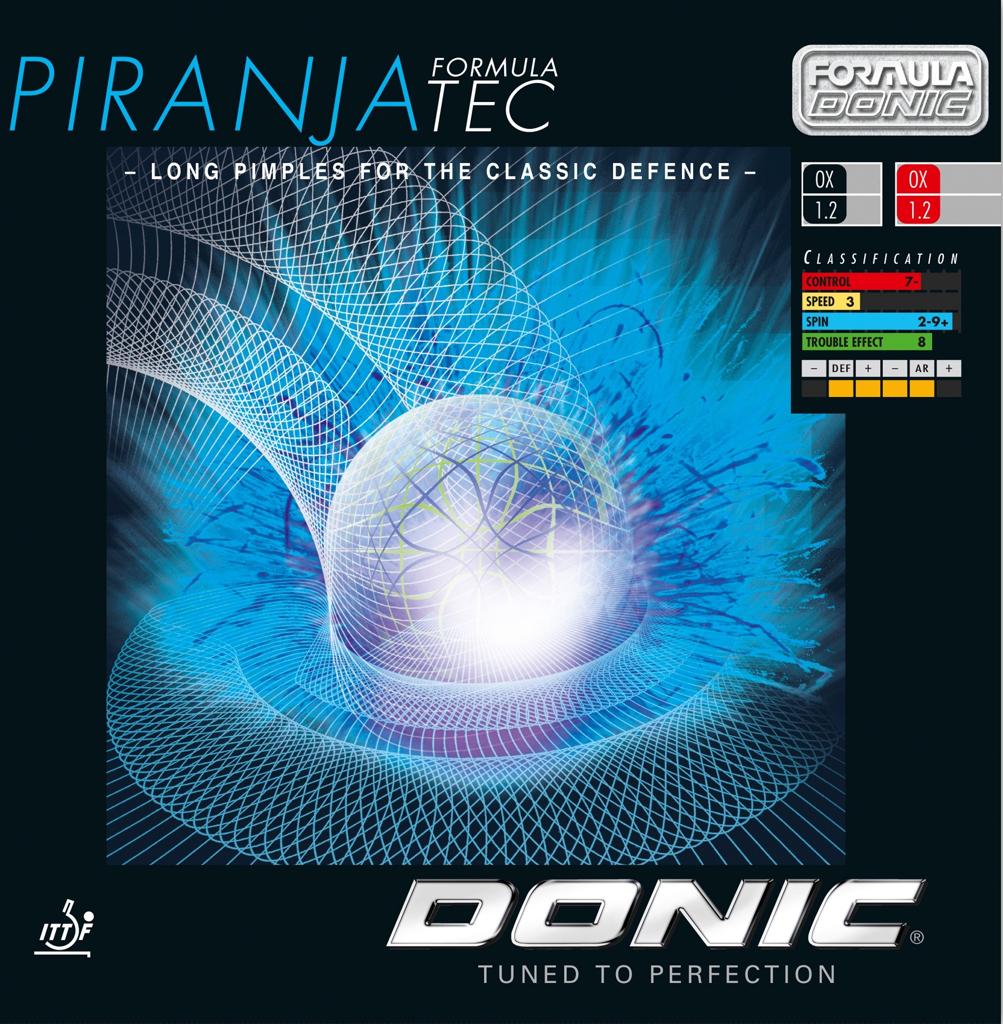 PIRANJA FORMULA TEC
FORMULA DONIC
– LONG PIMPLES FOR THE CLASSIC DEFENCE –
OX OX
1.2 1.2
CLASSIFICATION
CONTROL 7-
SPEED 3
SPIN 2-9+
TROUBLE EFFECT 8
– DEF + – AR +
ITTF
DONIC®
TUNED TO PERFECTION